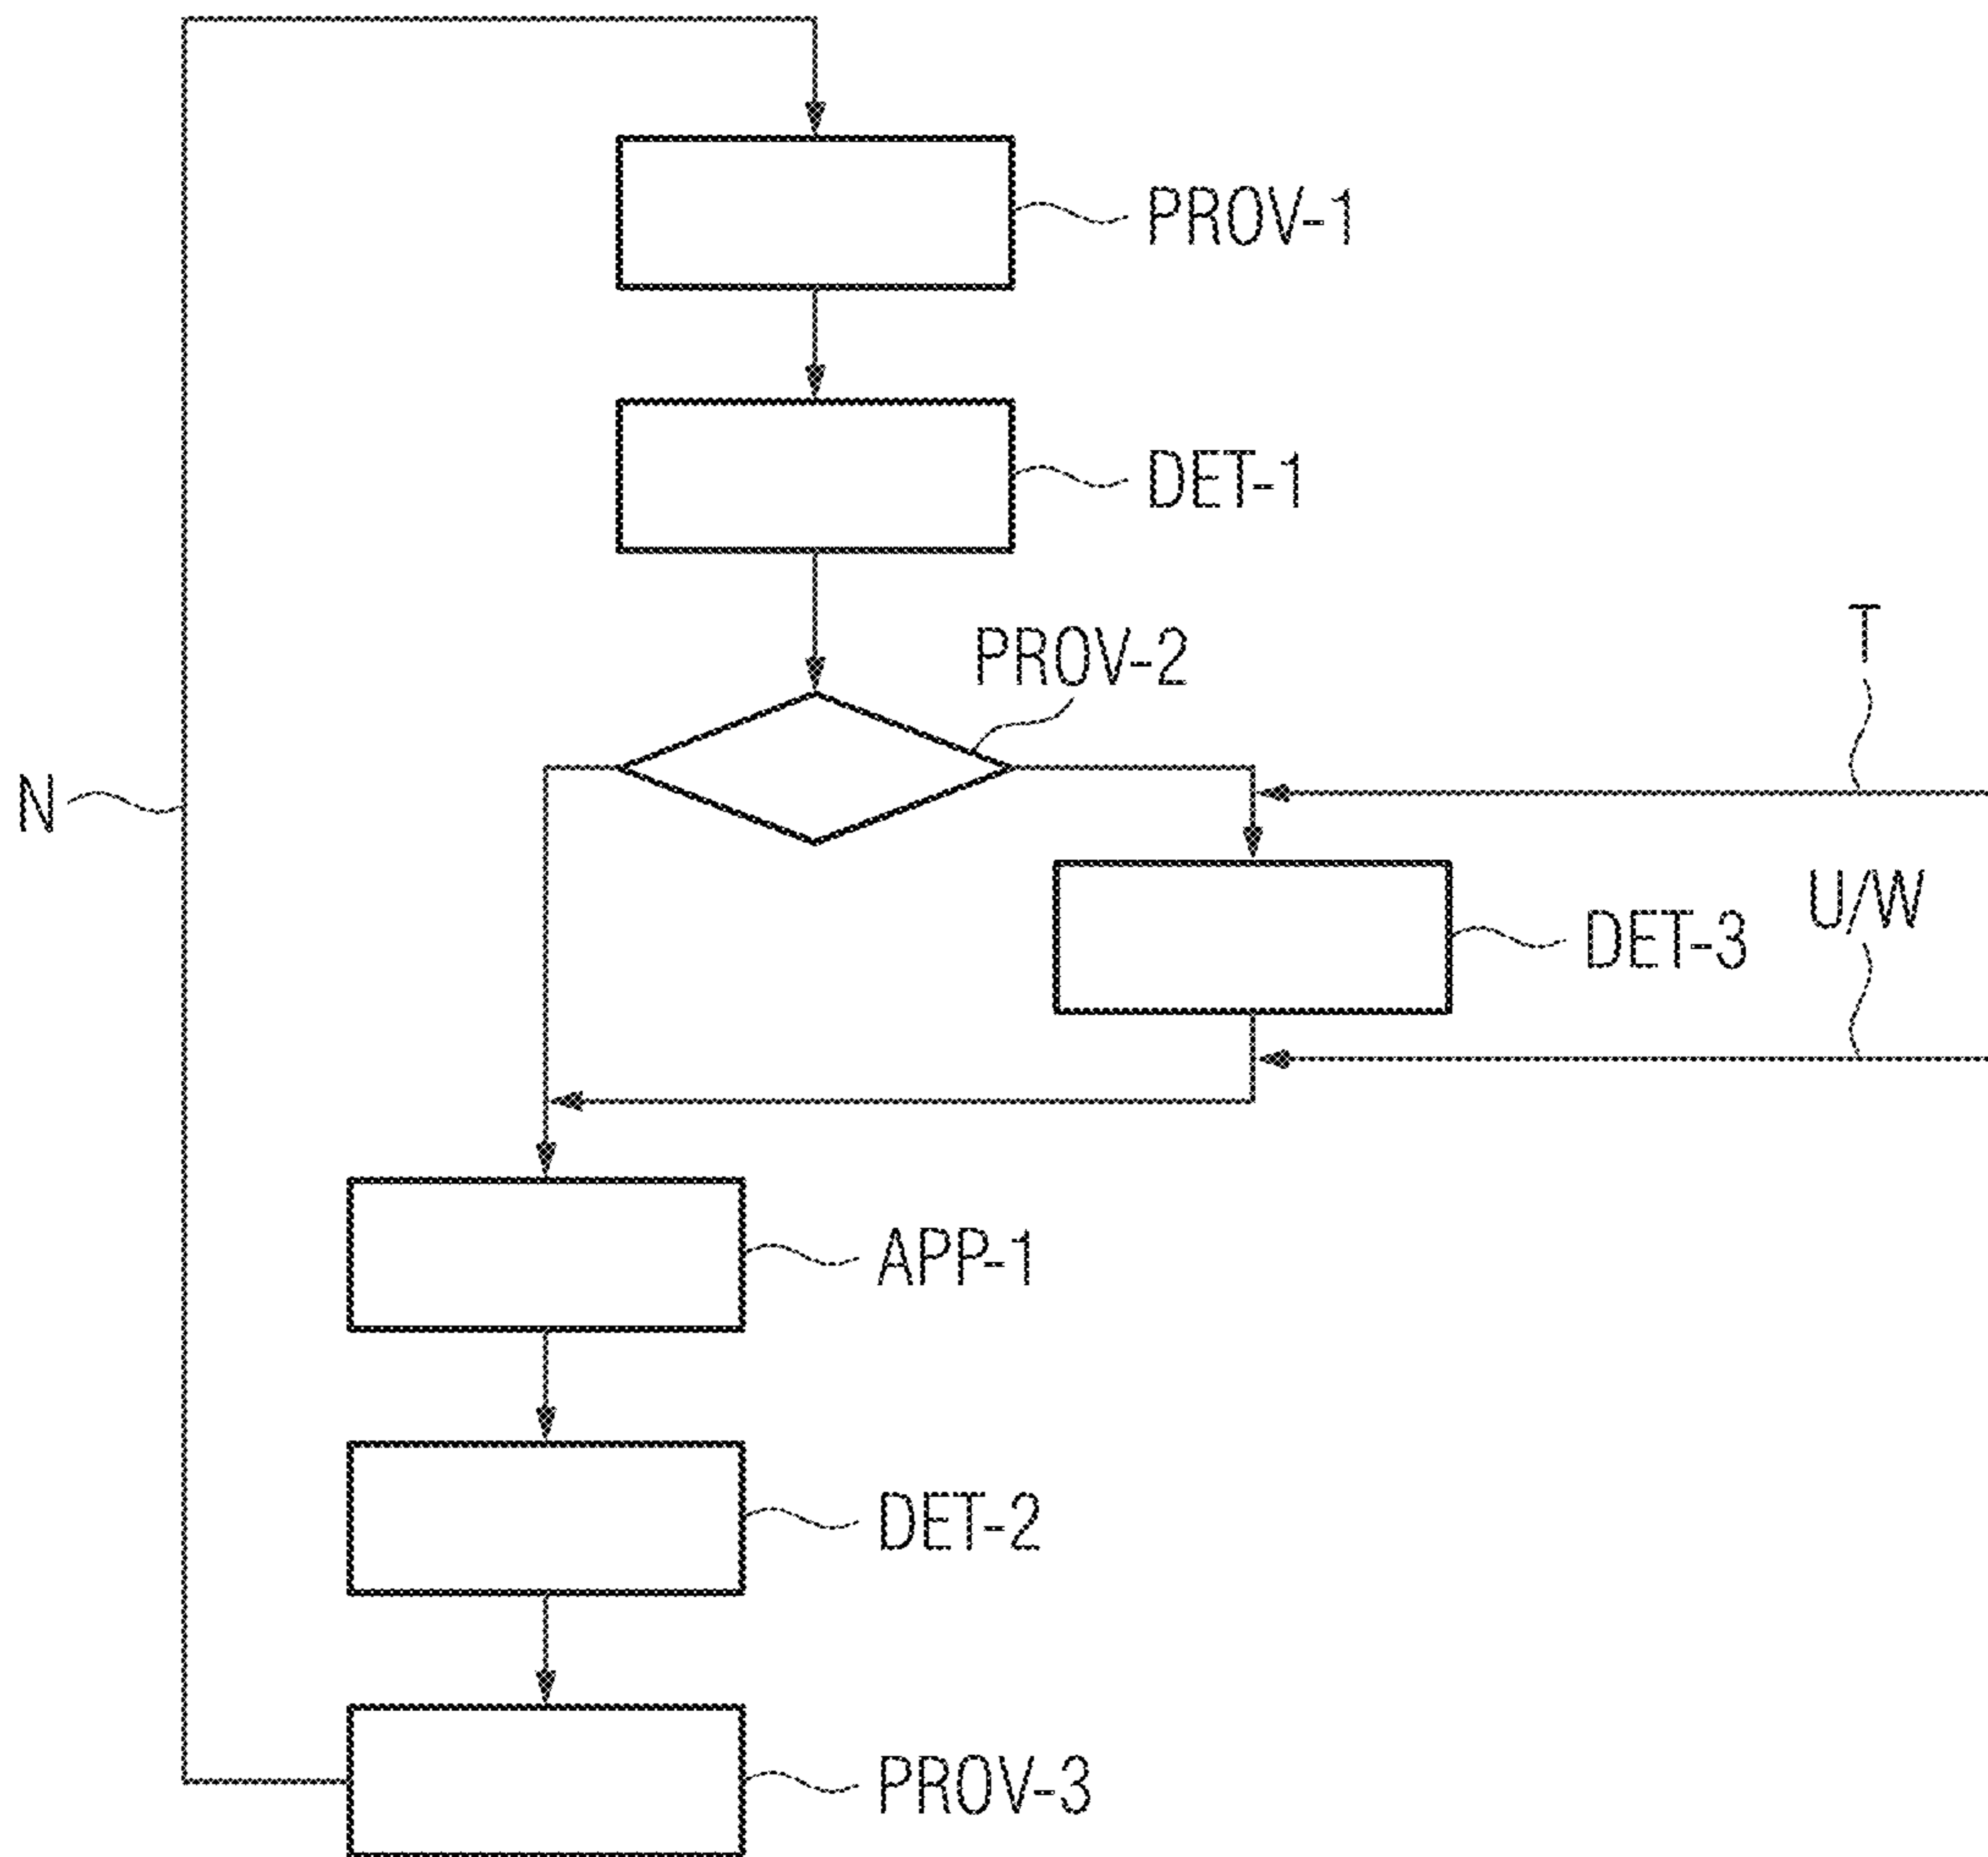 PROV-1
DET-1
PROV-2
T
N
U/W
DET-3
APP-1
DET-2
PROV-3